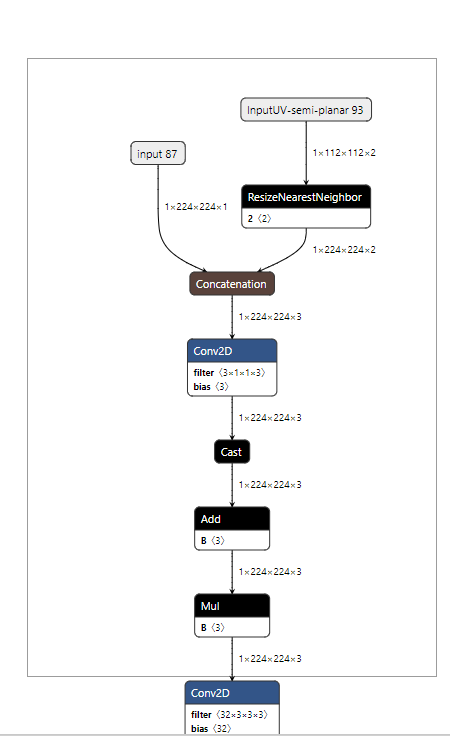 InputUV-semi-planar 93
input 87
1×112×112×2
1×224×224×1
ResizeNearestNeighbor
2 〈2〉
1×224×224×2
Concatenation
1×224×224×3
Conv2D
filter 〈3×1×1×3〉
bias 〈3〉
1×224×224×3
Cast
1×224×224×3
Add
B 〈3〉
1×224×224×3
Mul
B 〈3〉
1×224×224×3
Conv2D
filter 〈32×3×3×3〉
bias 〈32〉